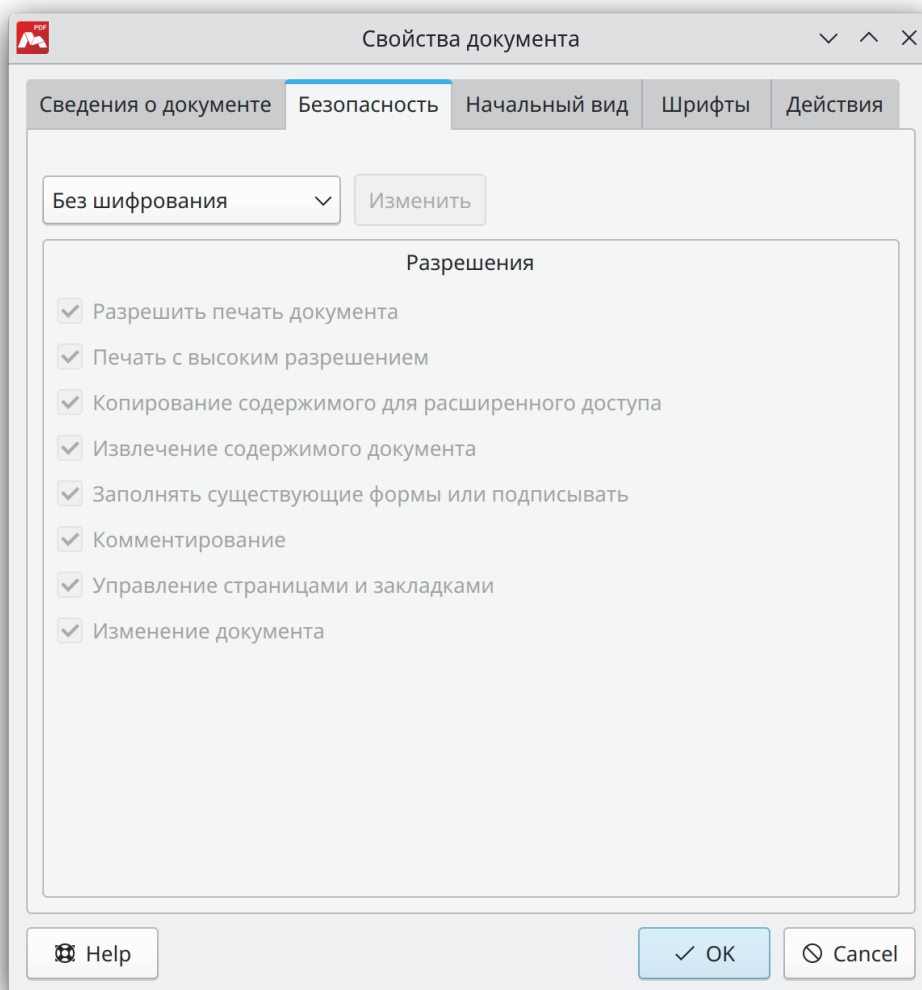 PDF
Свойства документа
Сведения о документе Безопасность Начальный вид Шрифты Действия
Без шифрования Изменить
Разрешения
Разрешить печать документа
Печать с высоким разрешением
Копирование содержимого для расширенного доступа
Извлечение содержимого документа
Заполнять существующие формы или подписывать
Комментирование
Управление страницами и закладками
Изменение документа
Help OK Cancel